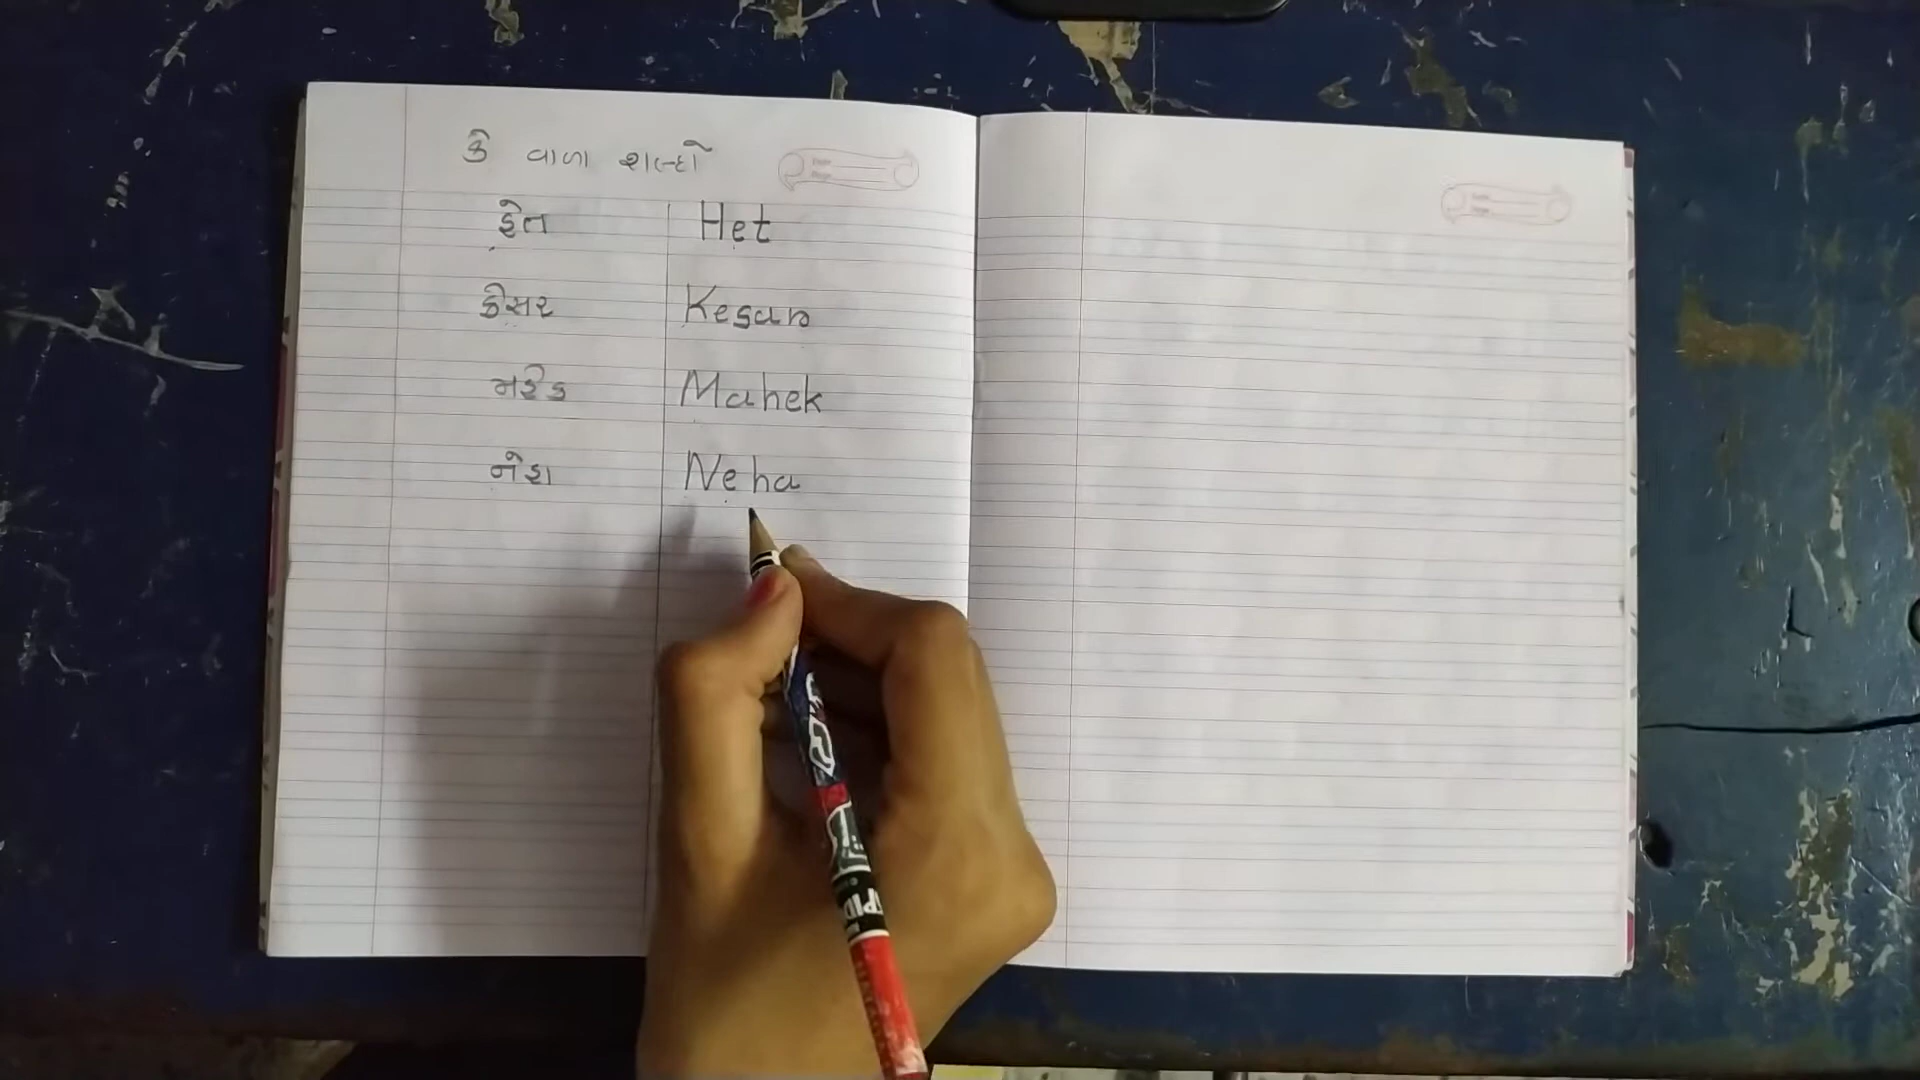 કે વાળા શબ્દો
હેત Het
કેસર Kesar
મહેક Mahek
નેહા Neha